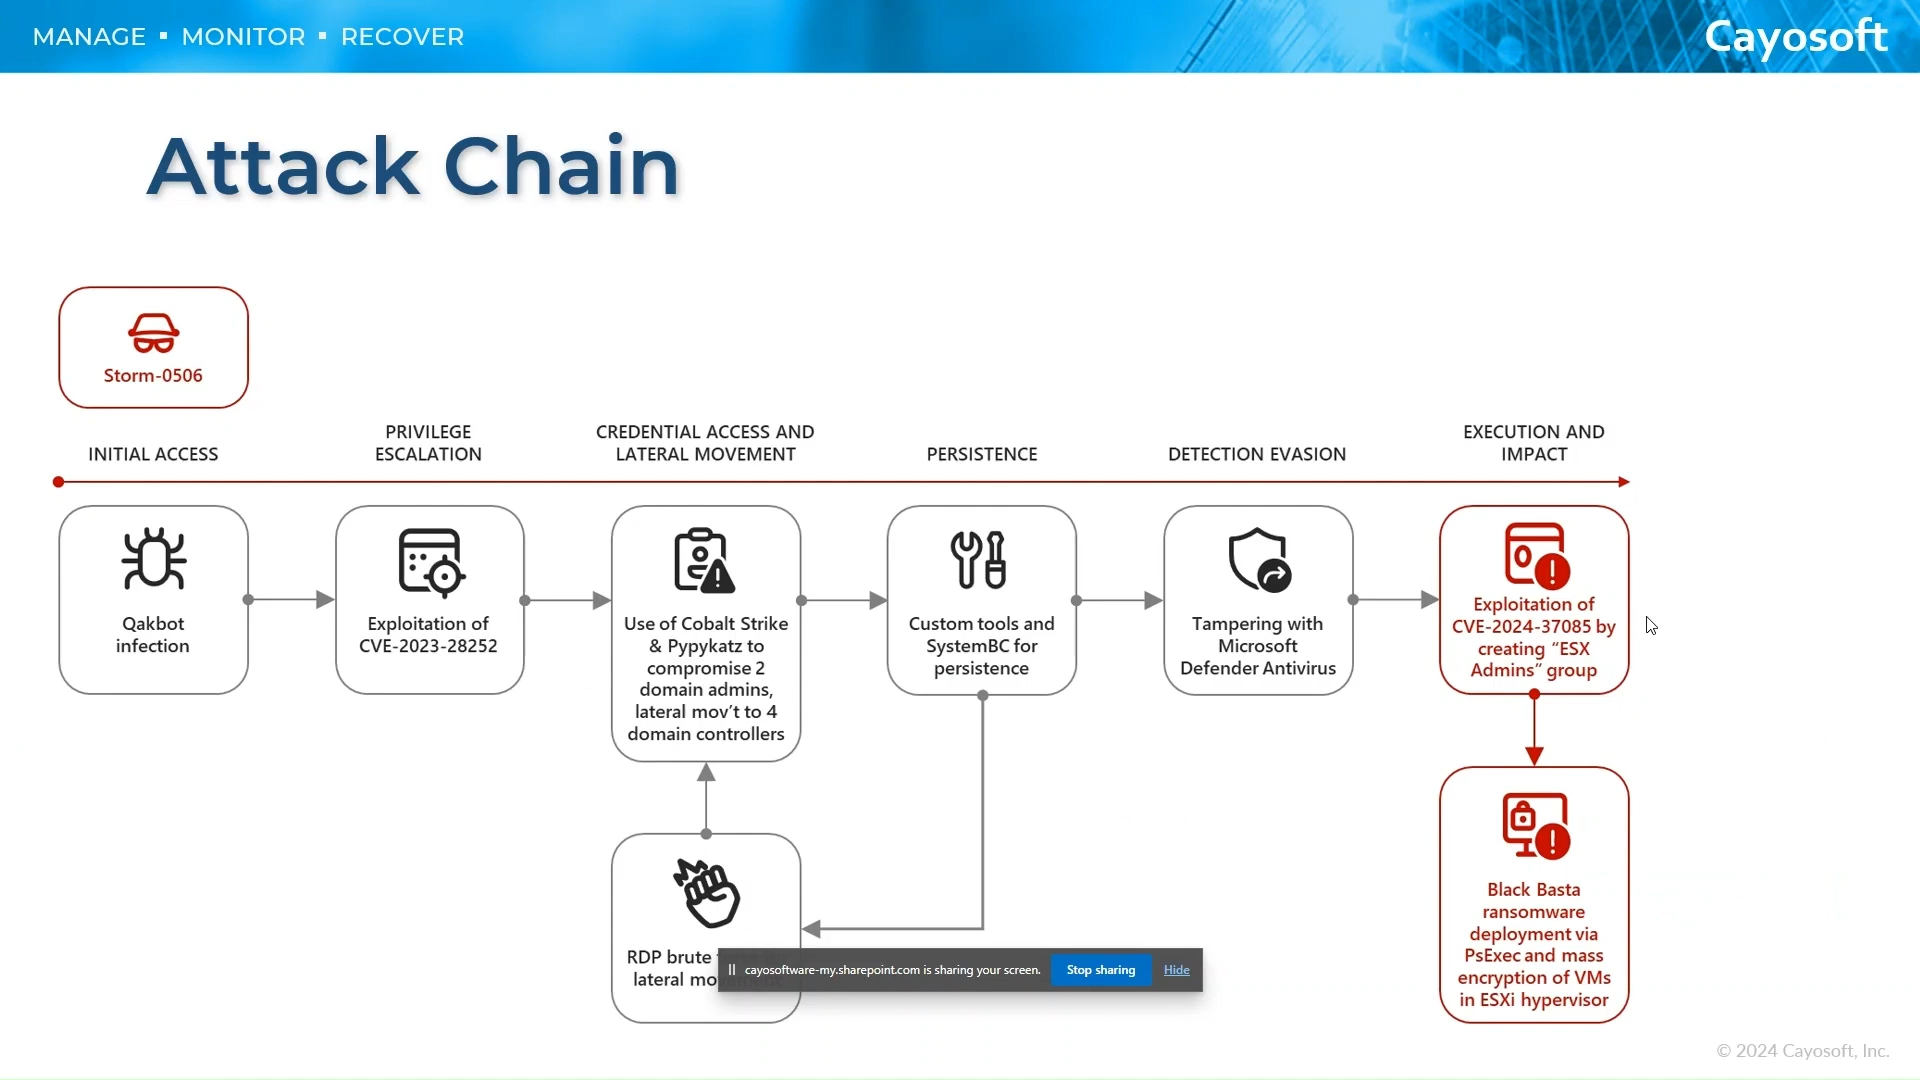 MANAGE ▪ MONITOR ▪ RECOVER
Cayosoft
Attack Chain
Storm-0506
INITIAL ACCESS
PRIVILEGE
ESCALATION
CREDENTIAL ACCESS AND
LATERAL MOVEMENT
PERSISTENCE
DETECTION EVASION
EXECUTION AND
IMPACT
Qakbot
infection
Exploitation of
CVE-2023-28252
Use of Cobalt Strike
& Pypykatz to
compromise 2
domain admins,
lateral mov't to 4
domain controllers
Custom tools and
SystemBC for
persistence
Tampering with
Microsoft
Defender Antivirus
Exploitation of
CVE-2024-37085 by
creating “ESX
Admins” group
RDP brute
lateral
Black Basta
ransomware
deployment via
PsExec and mass
encryption of VMs
in ESXi hypervisor
cayosoftware-my.sharepoint.com is sharing your screen.
Stop sharing
Hide
© 2024 Cayosoft, Inc.